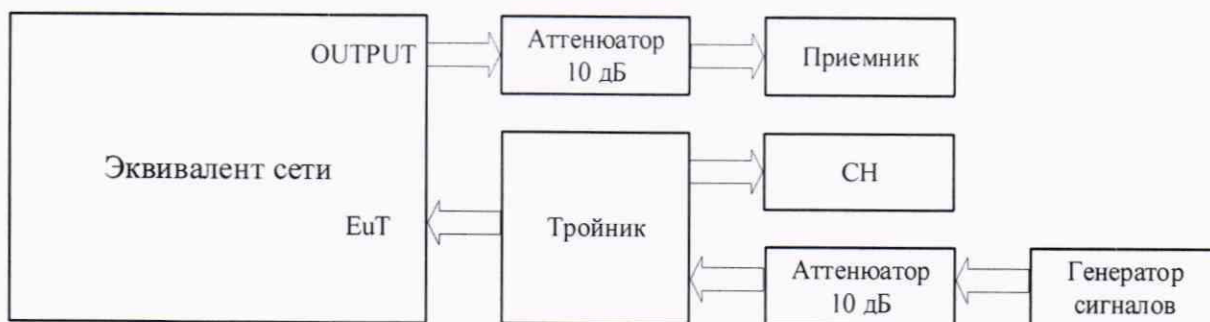 Эквивалент сети
OUTPUT
EuT
Аттенюатор
10 дБ
Приемник
Тройник
СН
Аттенюатор
10 дБ
Генератор
сигналов